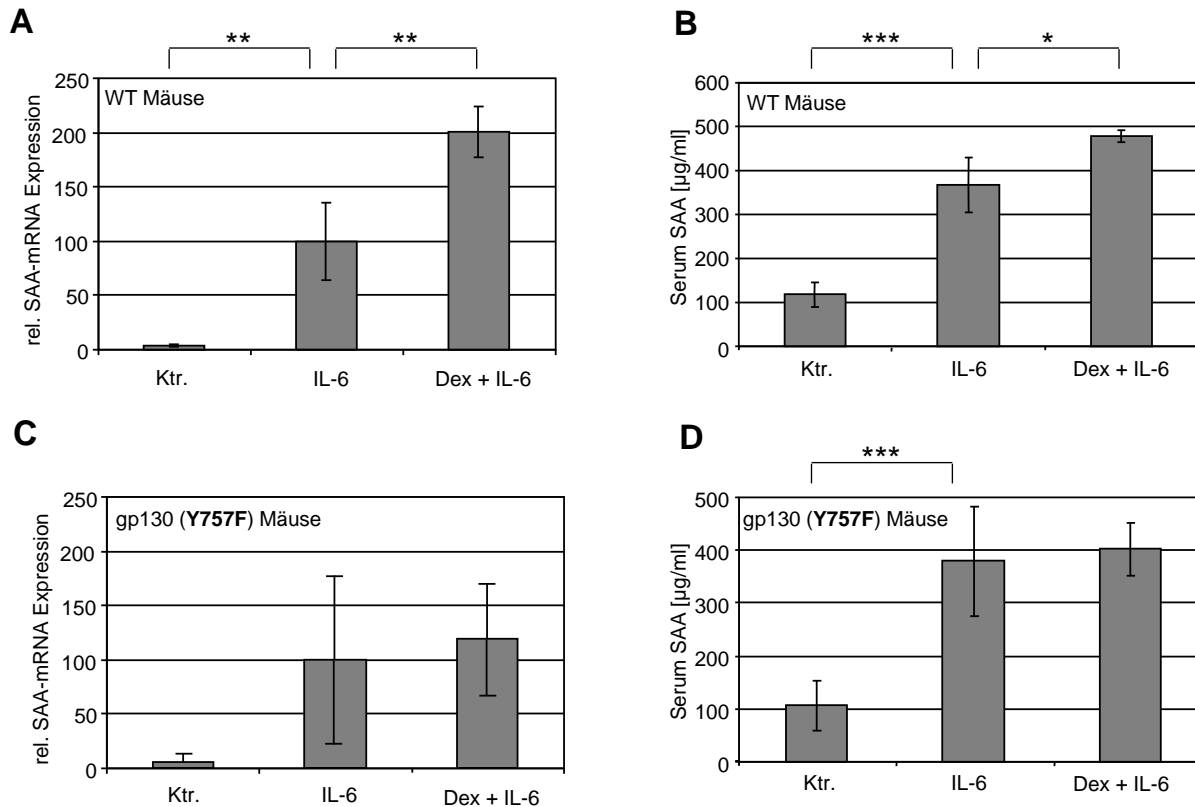 A
** **
rel. SAA-mRNA Expression
250
200
150
100
50
0
WT Mäuse
Ktr. IL-6 Dex + IL-6
B
*** *
Serum SAA [µg/ml]
600
500
400
300
200
100
0
WT Mäuse
Ktr. IL-6 Dex + IL-6
C
rel. SAA-mRNA Expression
250
200
150
100
50
0
gp130 (Y757F) Mäuse
Ktr. IL-6 Dex + IL-6
D
***
Serum SAA [µg/ml]
500
400
300
200
100
0
gp130 (Y757F) Mäuse
Ktr. IL-6 Dex + IL-6